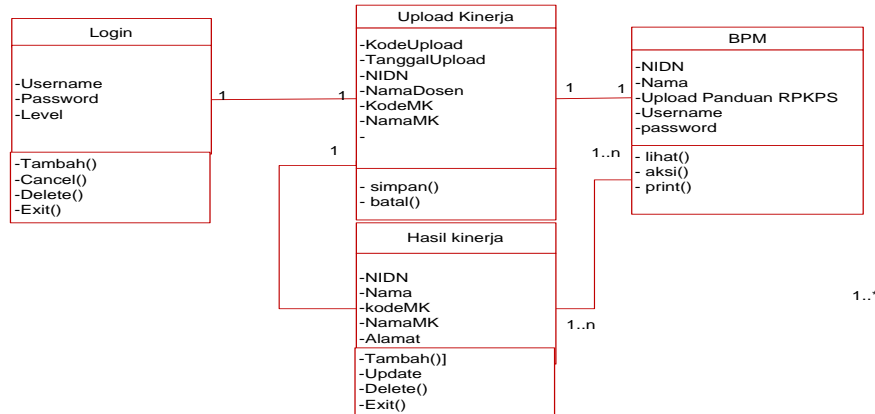 Login
-Username
-Password
-Level
-Tambah()
-Cancel()
-Delete()
-Exit()
1
1
Upload Kinerja
-KodeUpload
-TanggalUpload
-NIDN
-NamaDosen
-KodeMK
-NamaMK
-
- simpan()
- batal()
1
1
1
BPM
-NIDN
-Nama
-Upload Panduan RPKPS
-Username
-password
- lihat()
- aksi()
- print()
1..n
Hasil kinerja
-NIDN
-Nama
-kodeMK
-NamaMK
-Alamat
-Tambah()]
-Update
-Delete()
-Exit()
1..n
1..*